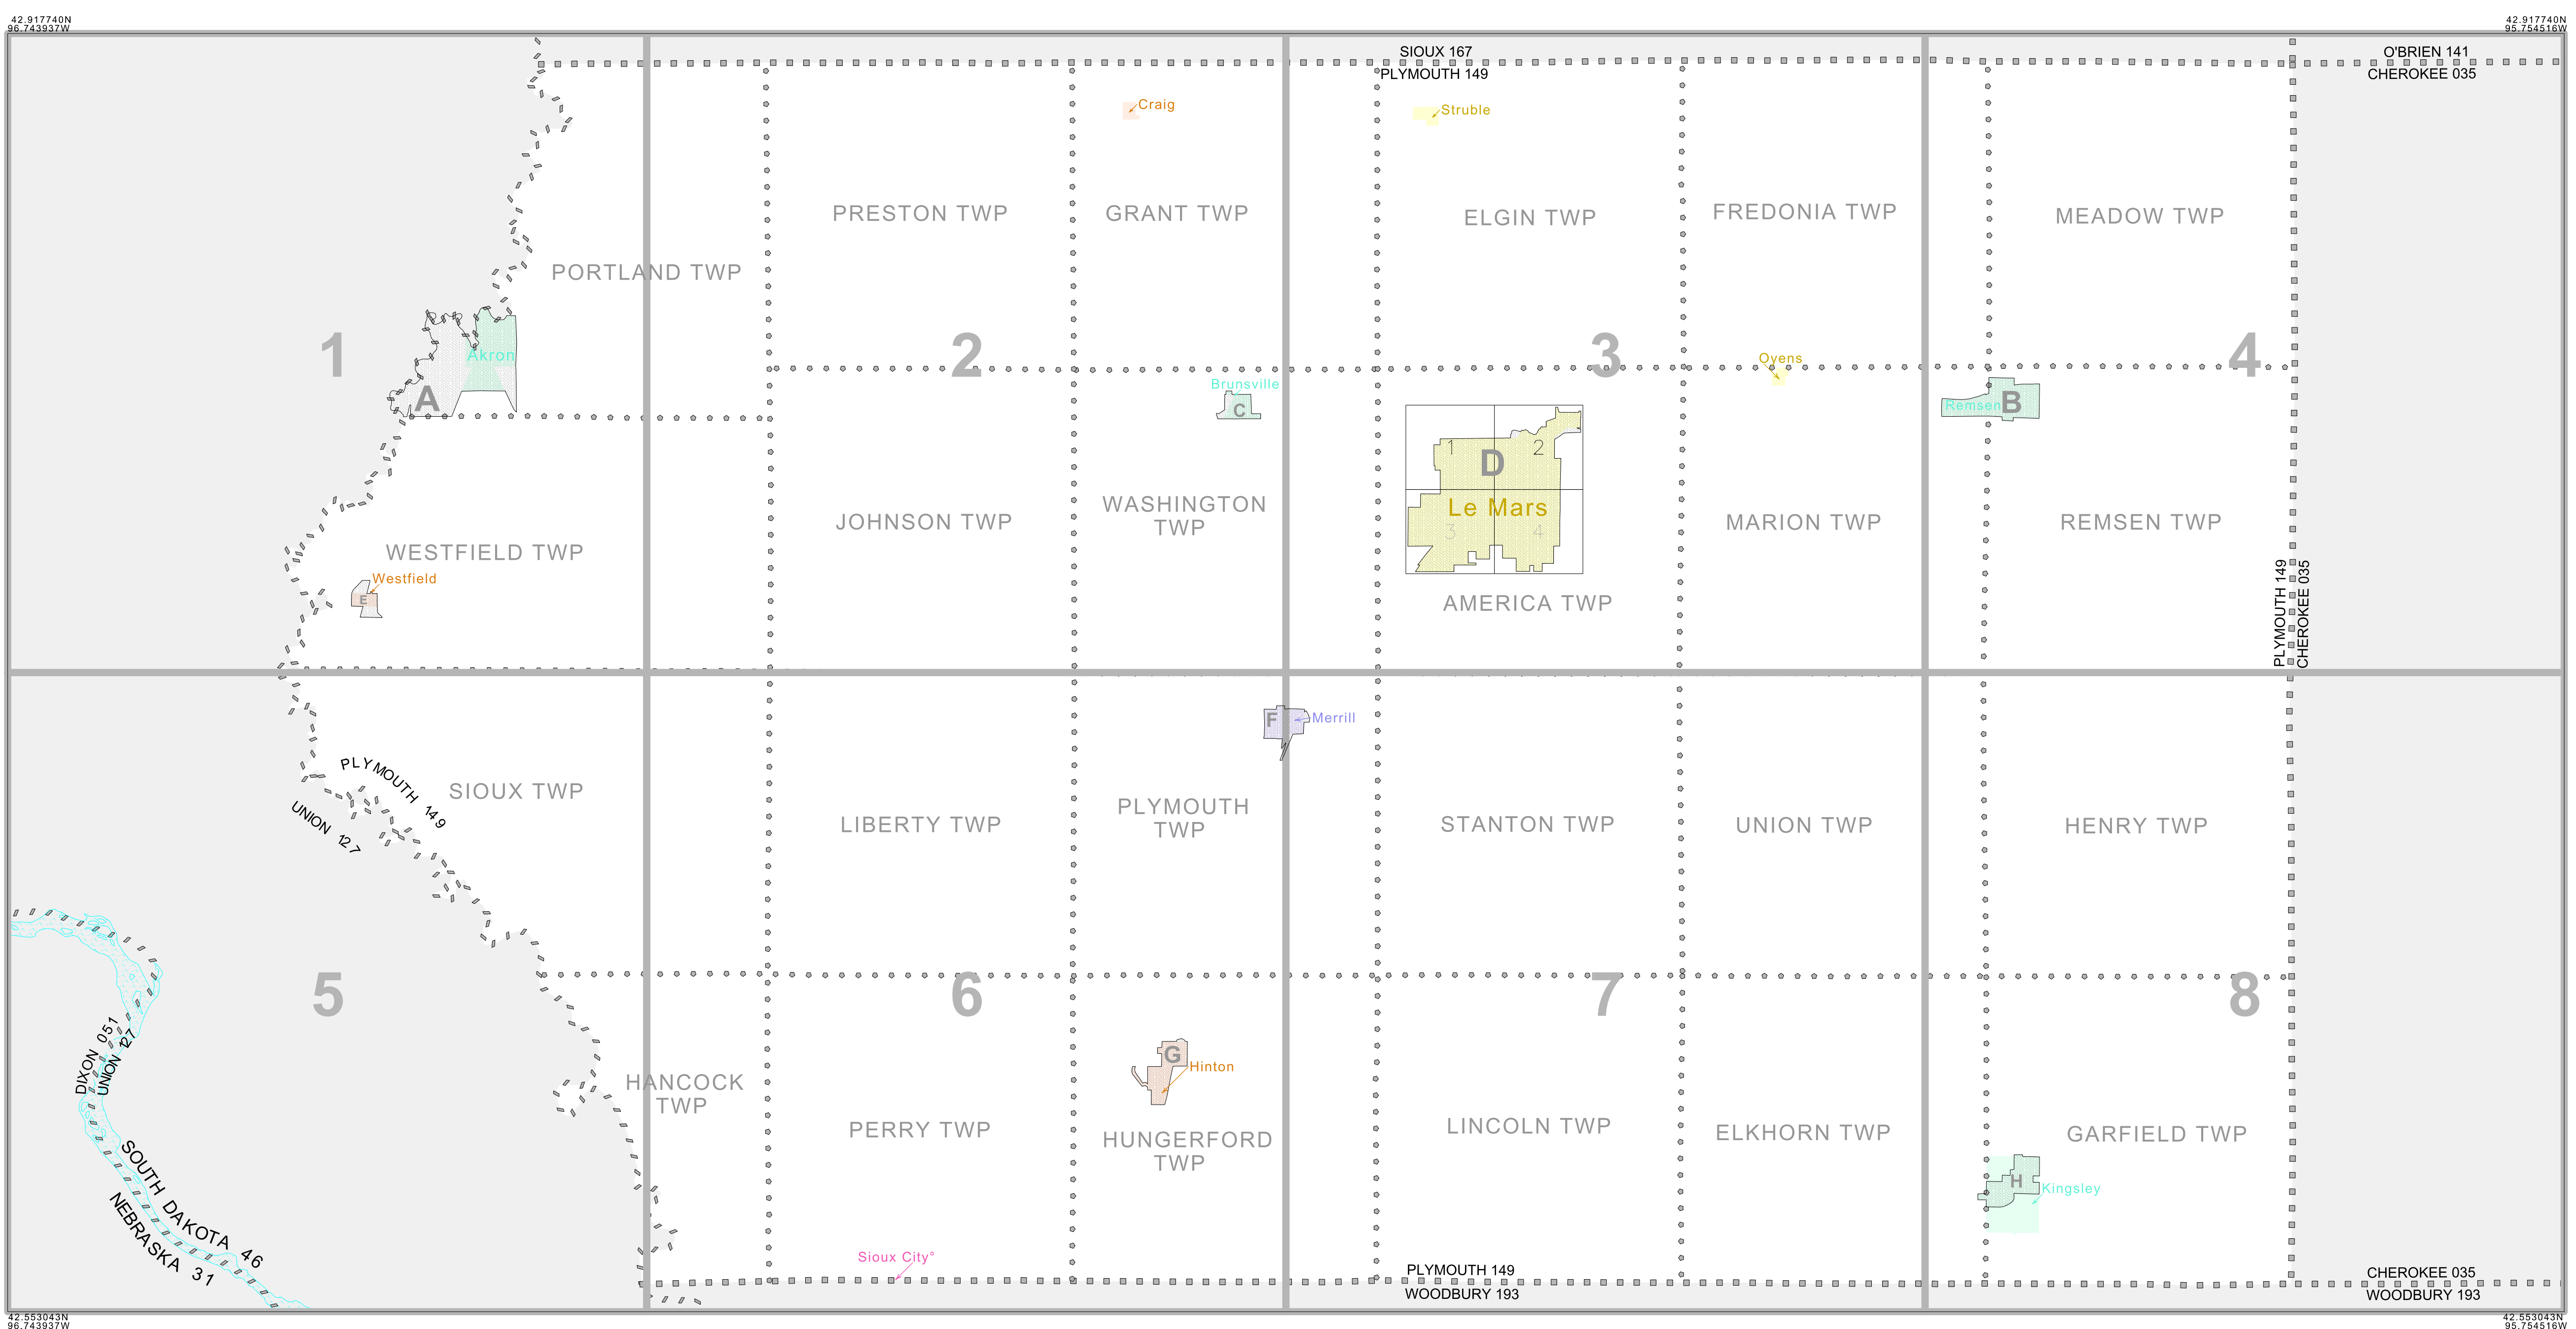 42.917740N
96.743937W
42.917740N
95.754516W
SIOUX 167
PLYMOUTH 149
O'BRIEN 141
CHEROKEE 035
Craig
Struble
PRESTON TWP
GRANT TWP
ELGIN TWP
FREDONIA TWP
MEADOW TWP
PORTLAND TWP
1
2
3
4
Akron
A
Oyens
Brunsville
C
Remsen
B
1
2
D
Le Mars
3
4
WASHINGTON
TWP
JOHNSON TWP
MARION TWP
REMSEN TWP
WESTFIELD TWP
Westfield
E
AMERICA TWP
PLYMOUTH 149
CHEROKEE 035
F
Merrill
PLYMOUTH 149
UNION 127
SIOUX TWP
LIBERTY TWP
PLYMOUTH
TWP
STANTON TWP
UNION TWP
HENRY TWP
5
6
7
8
DIXON 051
UNION 127
G
Hinton
HANCOCK
TWP
PERRY TWP
HUNGERFORD
TWP
LINCOLN TWP
ELKHORN TWP
GARFIELD TWP
H
Kingsley
SOUTH DAKOTA 46
NEBRASKA 31
Sioux City°
PLYMOUTH 149
WOODBURY 193
CHEROKEE 035
WOODBURY 193
42.553043N
96.743937W
42.553043N
95.754516W